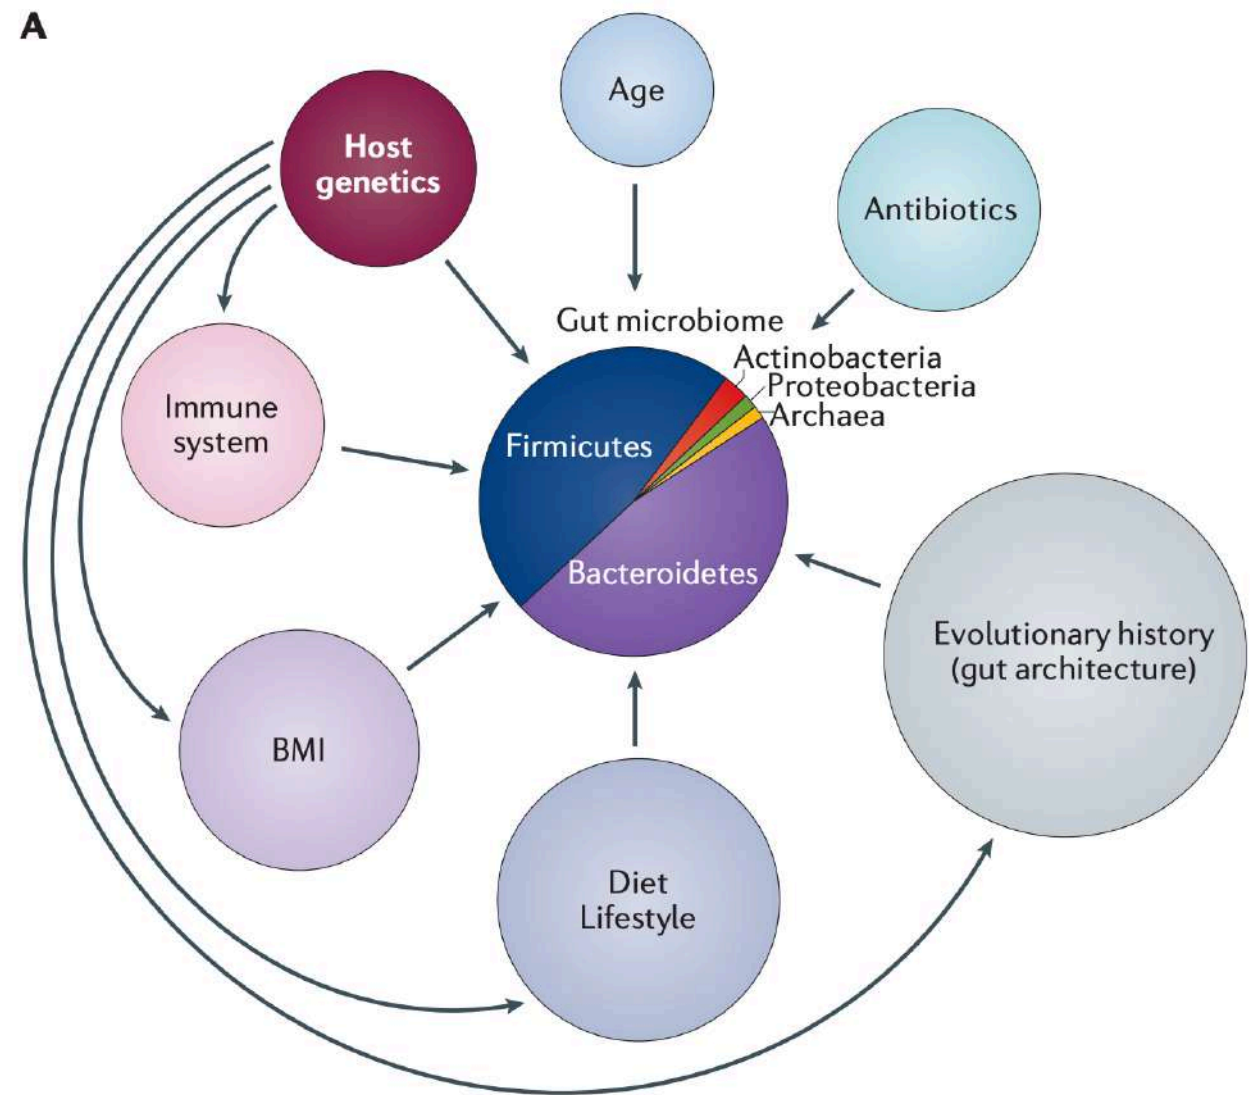 A
Host
genetics
Age
Antibiotics
Gut microbiome
Actinobacteria
Proteobacteria
Archaea
Immune
system
Firmicutes
Bacteroidetes
Evolutionary history
(gut architecture)
BMI
Diet
Lifestyle